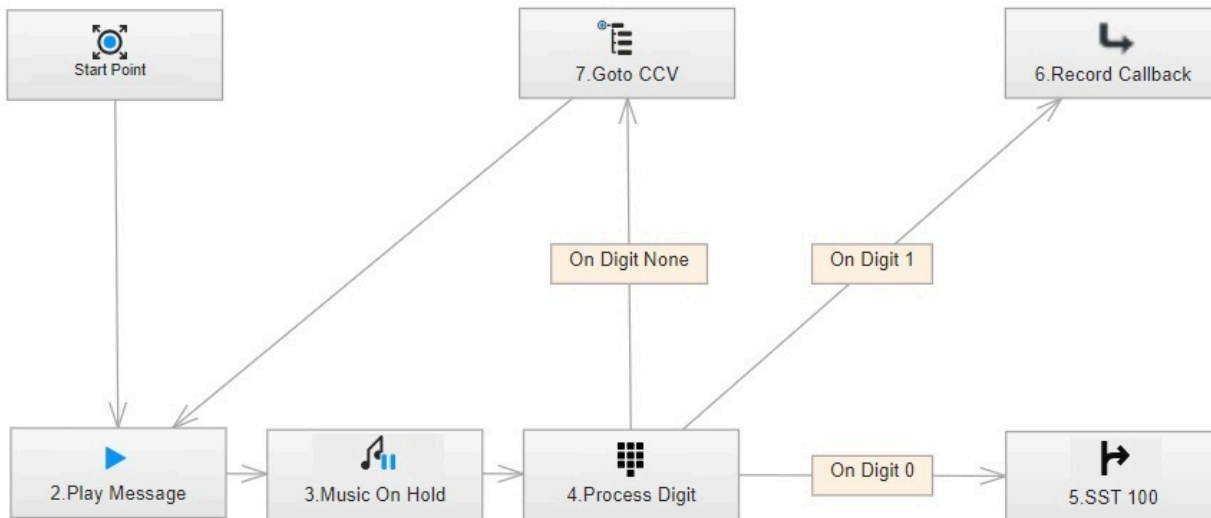 Start Point
7.Goto CCV
6.Record Callback
On Digit None
On Digit 1
2.Play Message
3.Music On Hold
4.Process Digit
On Digit 0
5.SST 100